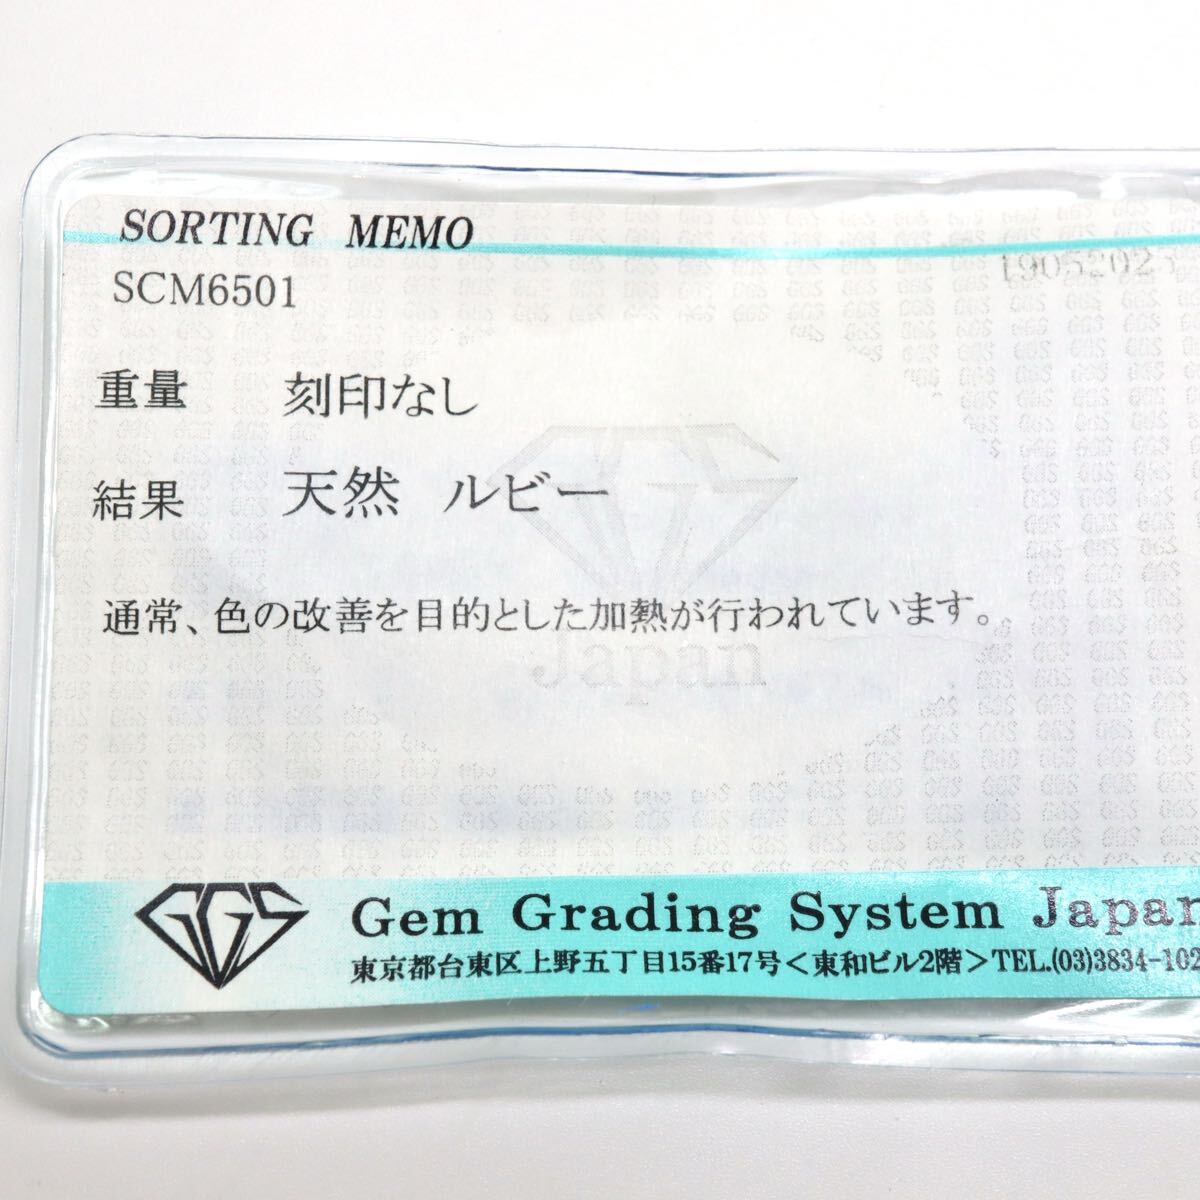 SORTING MEMO
19052023
SCM6501
重量 刻印なし
結果 天然 ルビー
通常、色の改善を目的とした加熱が行われています。
GGS
Japan
GGS
Gem Grading System Japan
東京都台東区上野五丁目15番17号＜東和ビル2階＞TEL.(03)3834-102